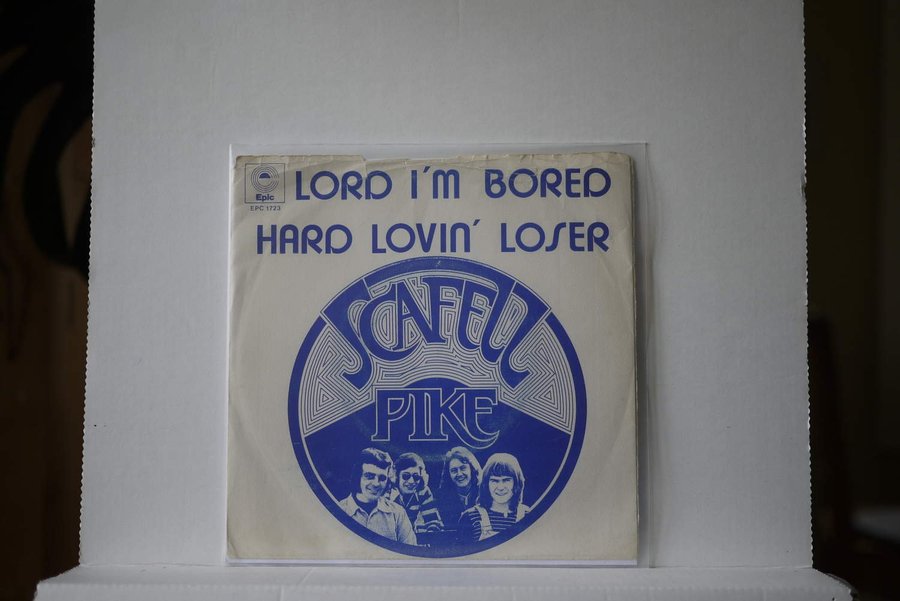 Epic
EPC 1723
LORD I'M BORED
HARD LOVIN' LOSER
SCAFELL
PIKE